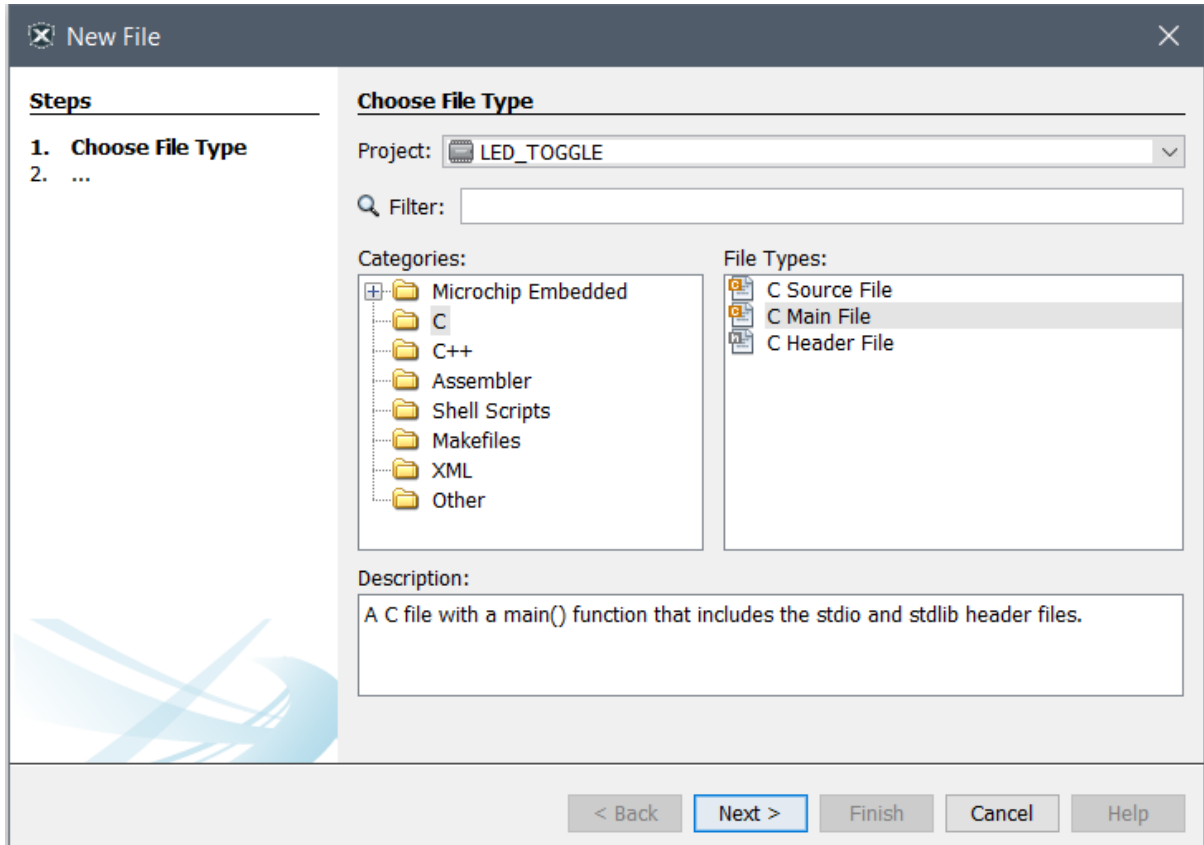 New File
Steps
1. Choose File Type
2. ...
Choose File Type
Project: LED_TOGGLE
Filter:
Categories:
Microchip Embedded
C
C++
Assembler
Shell Scripts
Makefiles
XML
Other
File Types:
C Source File
C Main File
C Header File
Description:
A C file with a main() function that includes the stdio and stdlib header files.
< Back Next > Finish Cancel Help